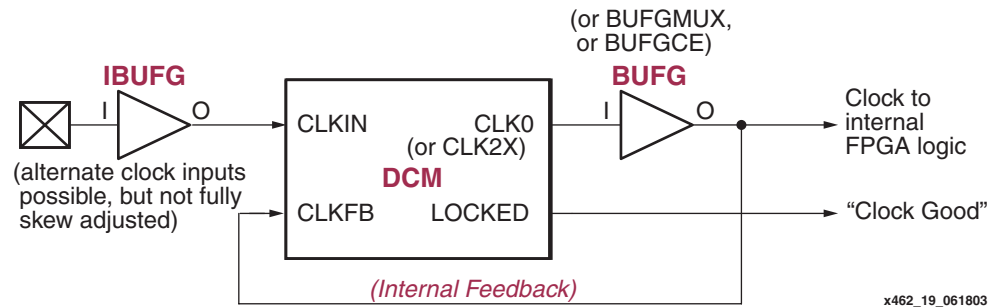 (or BUFGMUX,
or BUFGCE)
IBUFG
BUFG
I
O
CLKIN
CLK0
(or CLK2X)
I
O
Clock to
internal
FPGA logic
(alternate clock inputs
possible, but not fully
skew adjusted)
DCM
CLKFB
LOCKED
“Clock Good”
(Internal Feedback)
x462_19_061803